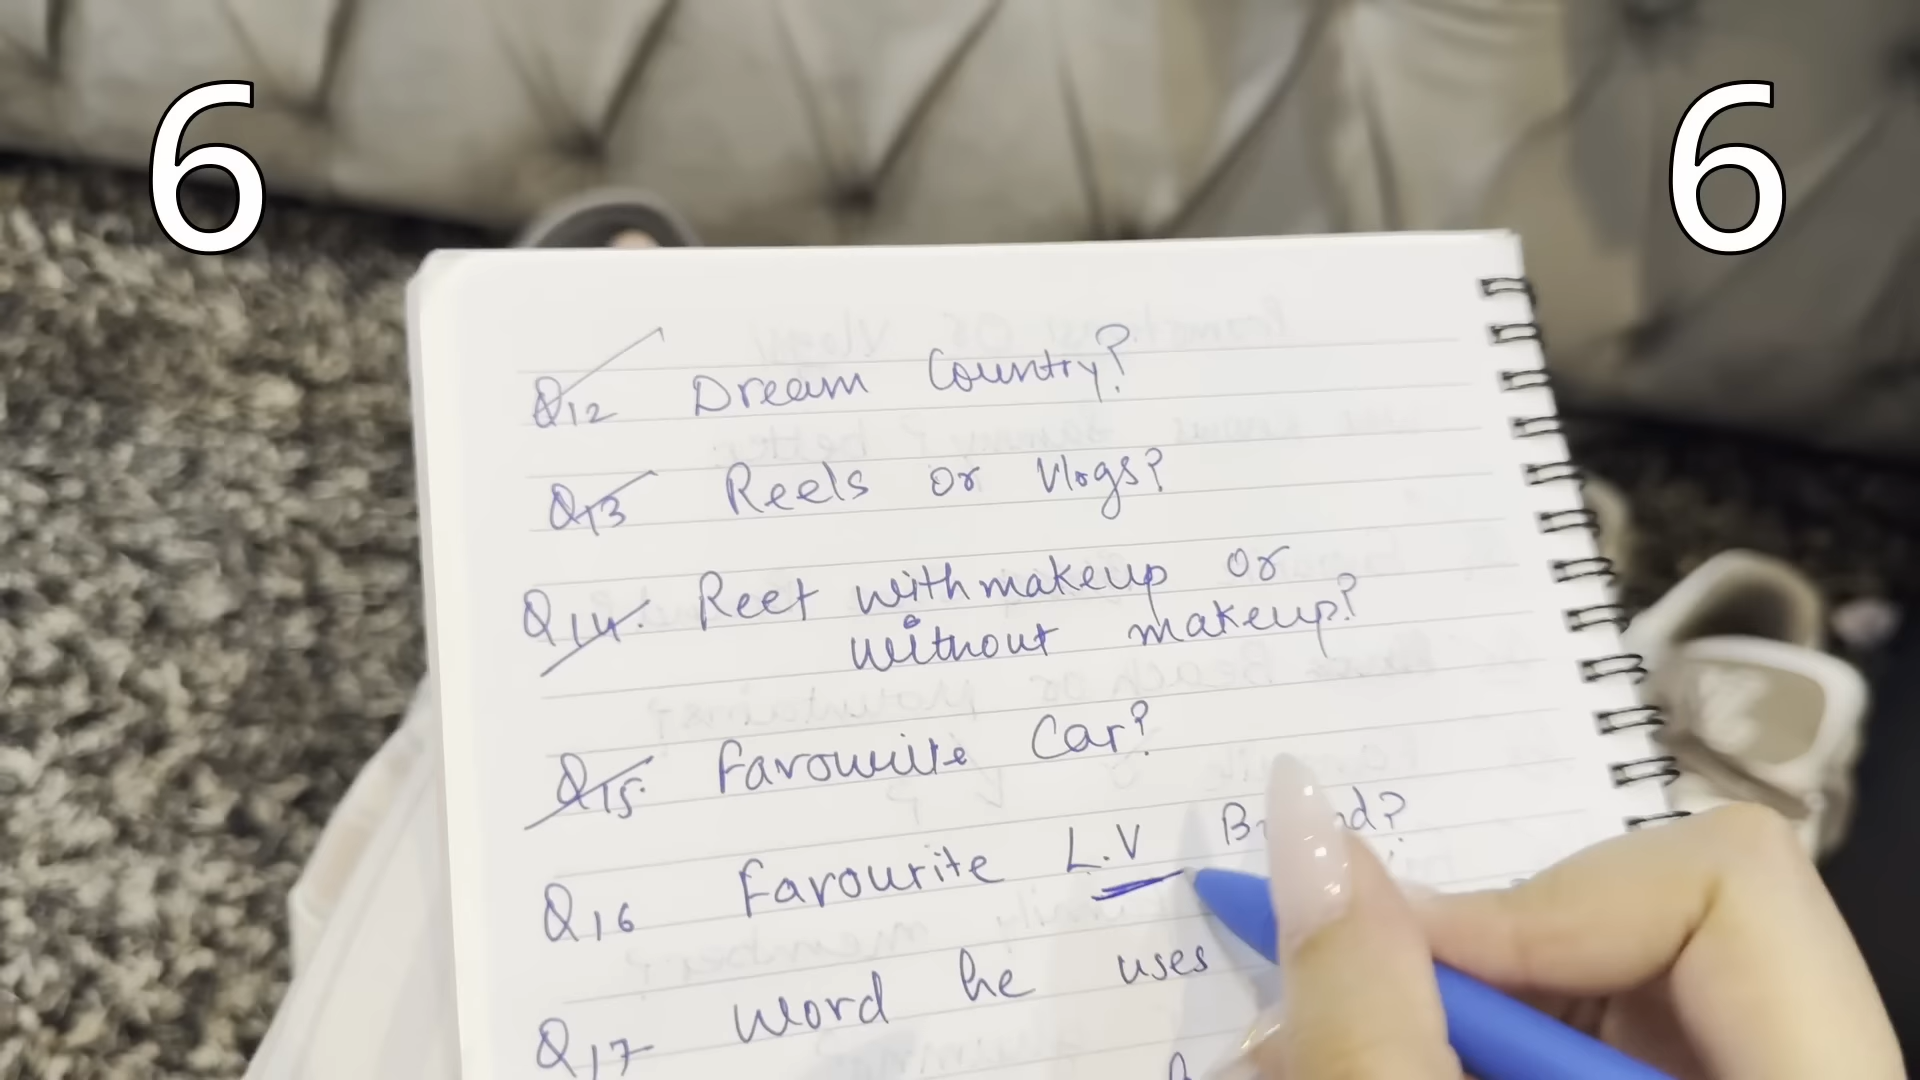 6 6
Q12 Dream Country?
Q13 Reels or Vlogs?
Q14. Reet with makeup or
without makeup?
Q15. Favourite Car?
Q16 Favourite L.V Brand?
Q17 Word he uses